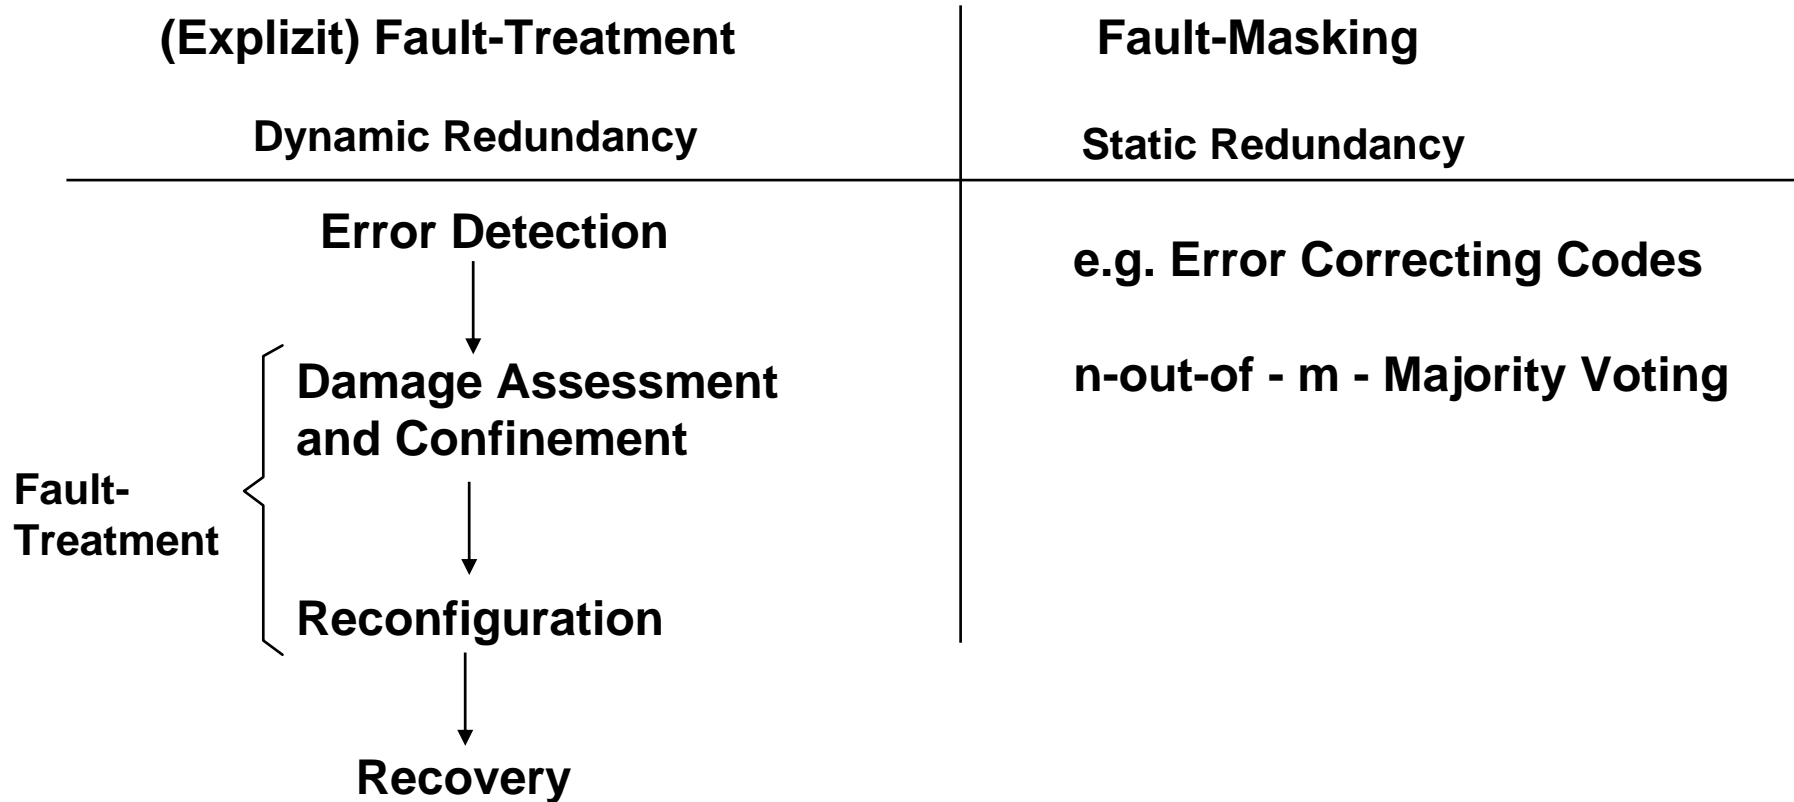 (Explizit) Fault-Treatment
Dynamic Redundancy
Error Detection
Damage Assessment
and Confinement
Fault-
Treatment
Reconfiguration
Recovery
Fault-Masking
Static Redundancy
e.g. Error Correcting Codes
n-out-of - m - Majority Voting